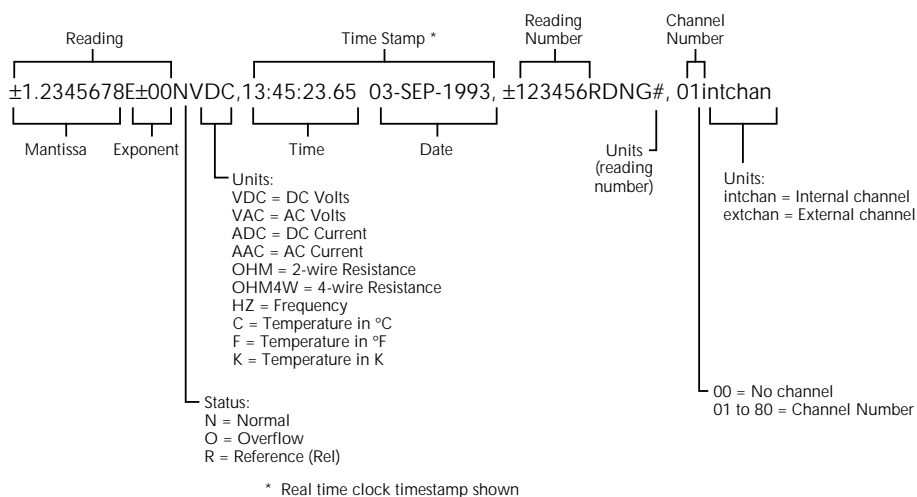 Reading
Time Stamp *
Reading
Number
Channel
Number
±1.2345678E±00NVDC,13:45:23.65 03-SEP-1993, ±123456RDNG#, 01intchan
Mantissa
Exponent
Time
Date
Units
(reading
number)
Units:
intchan = Internal channel
extchan = External channel
Units:
VDC = DC Volts
VAC = AC Volts
ADC = DC Current
AAC = AC Current
OHM = 2-wire Resistance
OHM4W = 4-wire Resistance
HZ = Frequency
C = Temperature in °C
F = Temperature in °F
K = Temperature in K
00 = No channel
01 to 80 = Channel Number
Status:
N = Normal
O = Overflow
R = Reference (Rel)
* Real time clock timestamp shown